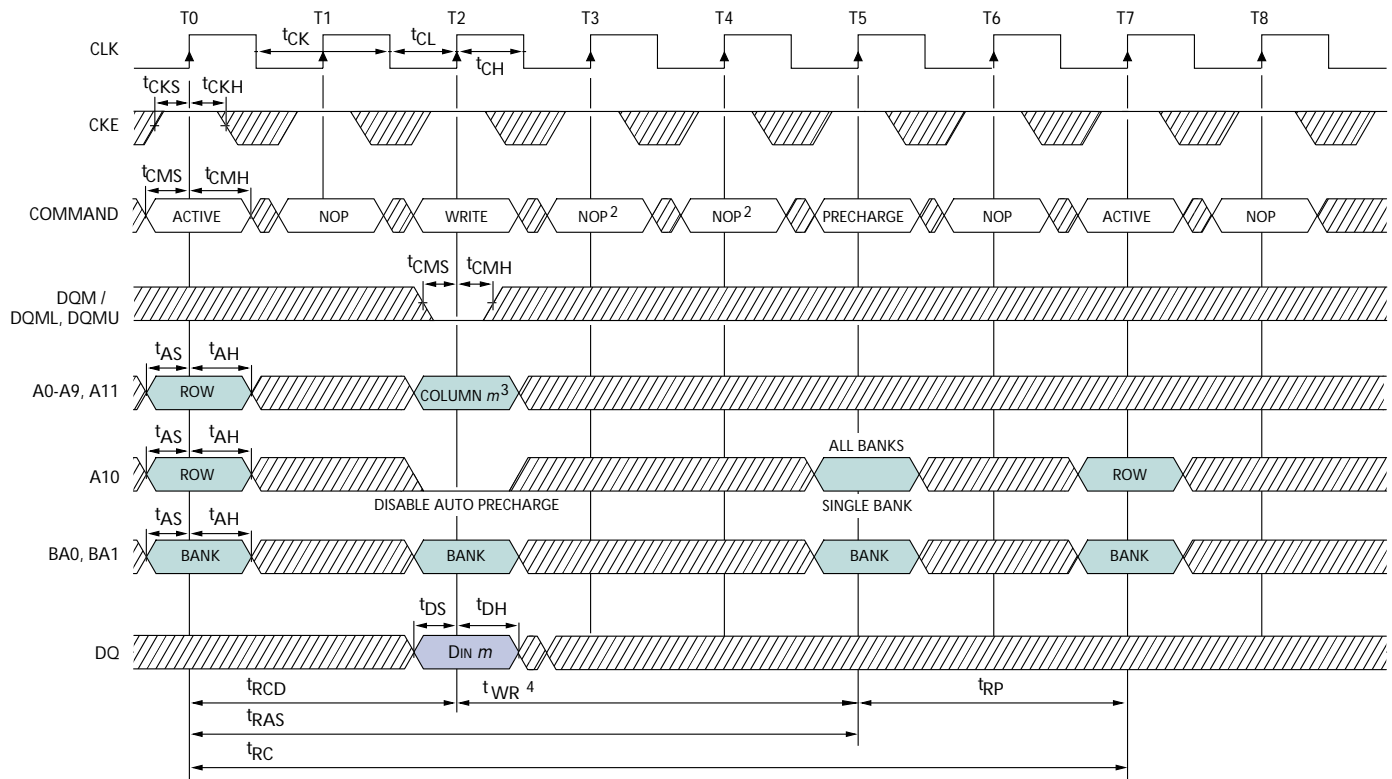 T0 T1 T2 T3 T4 T5 T6 T7 T8
CLK
tCK tCL
tCH
tCKS tCKH
CKE
tCMS tCMH
COMMAND ACTIVE NOP WRITE NOP2 NOP2 PRECHARGE NOP ACTIVE NOP
tCMS tCMH
DQM /
DQML, DQMU
tAS tAH
A0-A9, A11 ROW COLUMN m3
tAS tAH
ALL BANKS
A10 ROW ROW
DISABLE AUTO PRECHARGE SINGLE BANK
tAS tAH
BA0, BA1 BANK BANK BANK BANK
tDS tDH
DQ DIN m
tRCD tWR 4 tRP
tRAS
tRC